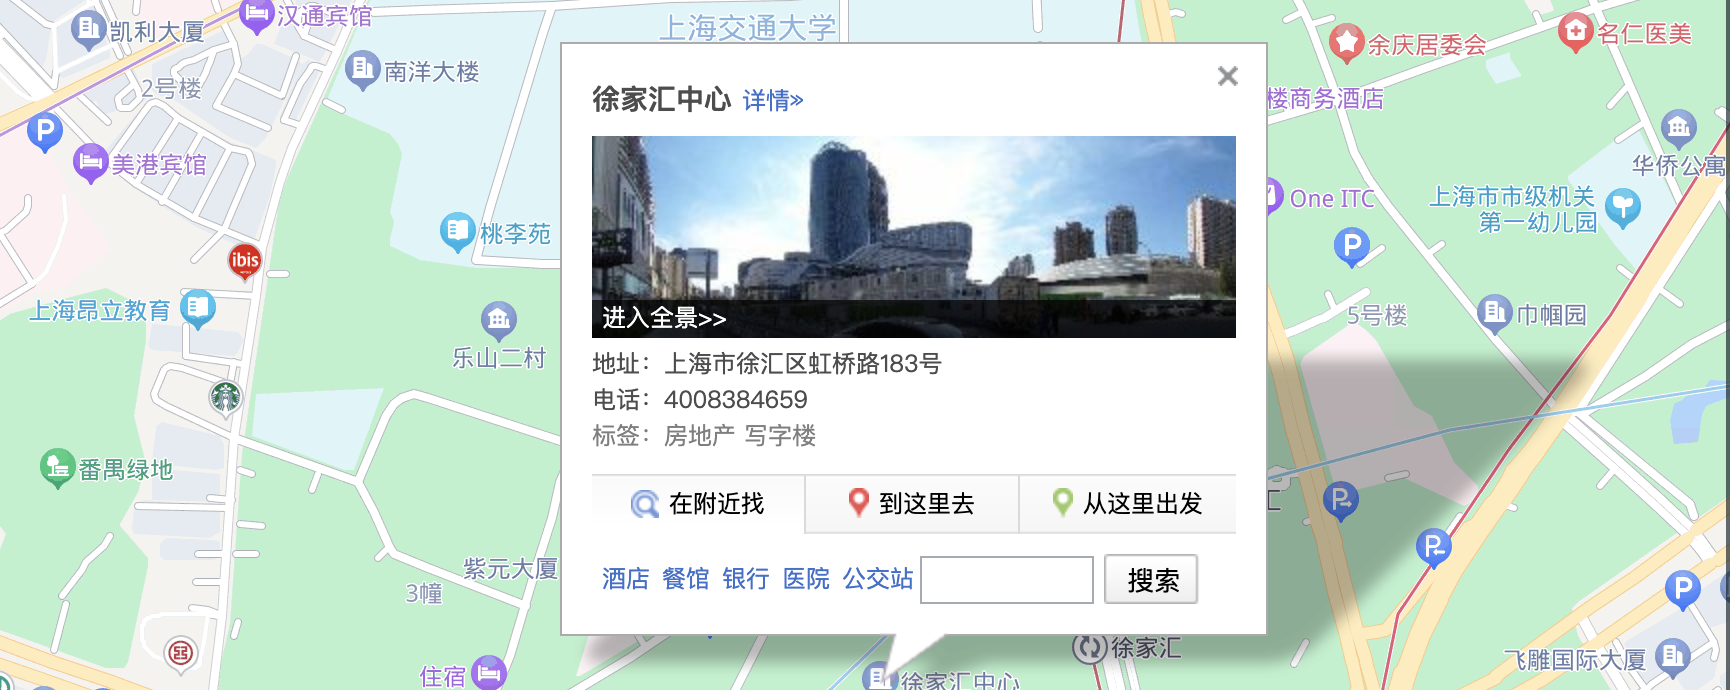 汉通宾馆
凯利大厦
上海交通大学
余庆居委会
名仁医美
南洋大楼
2号楼
徐家汇中心 详情»
楼商务酒店
P
美港宾馆
华侨公寓
One ITC
上海市市级机关
第一幼儿园
桃李苑
P
ibis
上海昂立教育
5号楼
巾帼园
进入全景>>
乐山二村
地址：上海市徐汇区虹桥路183号
电话：4008384659
标签：房地产 写字楼
番禺绿地
在附近找
到这里去
从这里出发
汇
P
P
紫元大厦
3幢
酒店 餐馆 银行 医院 公交站
搜索
P
徐家汇
飞雕国际大厦
住宿
徐家汇中心